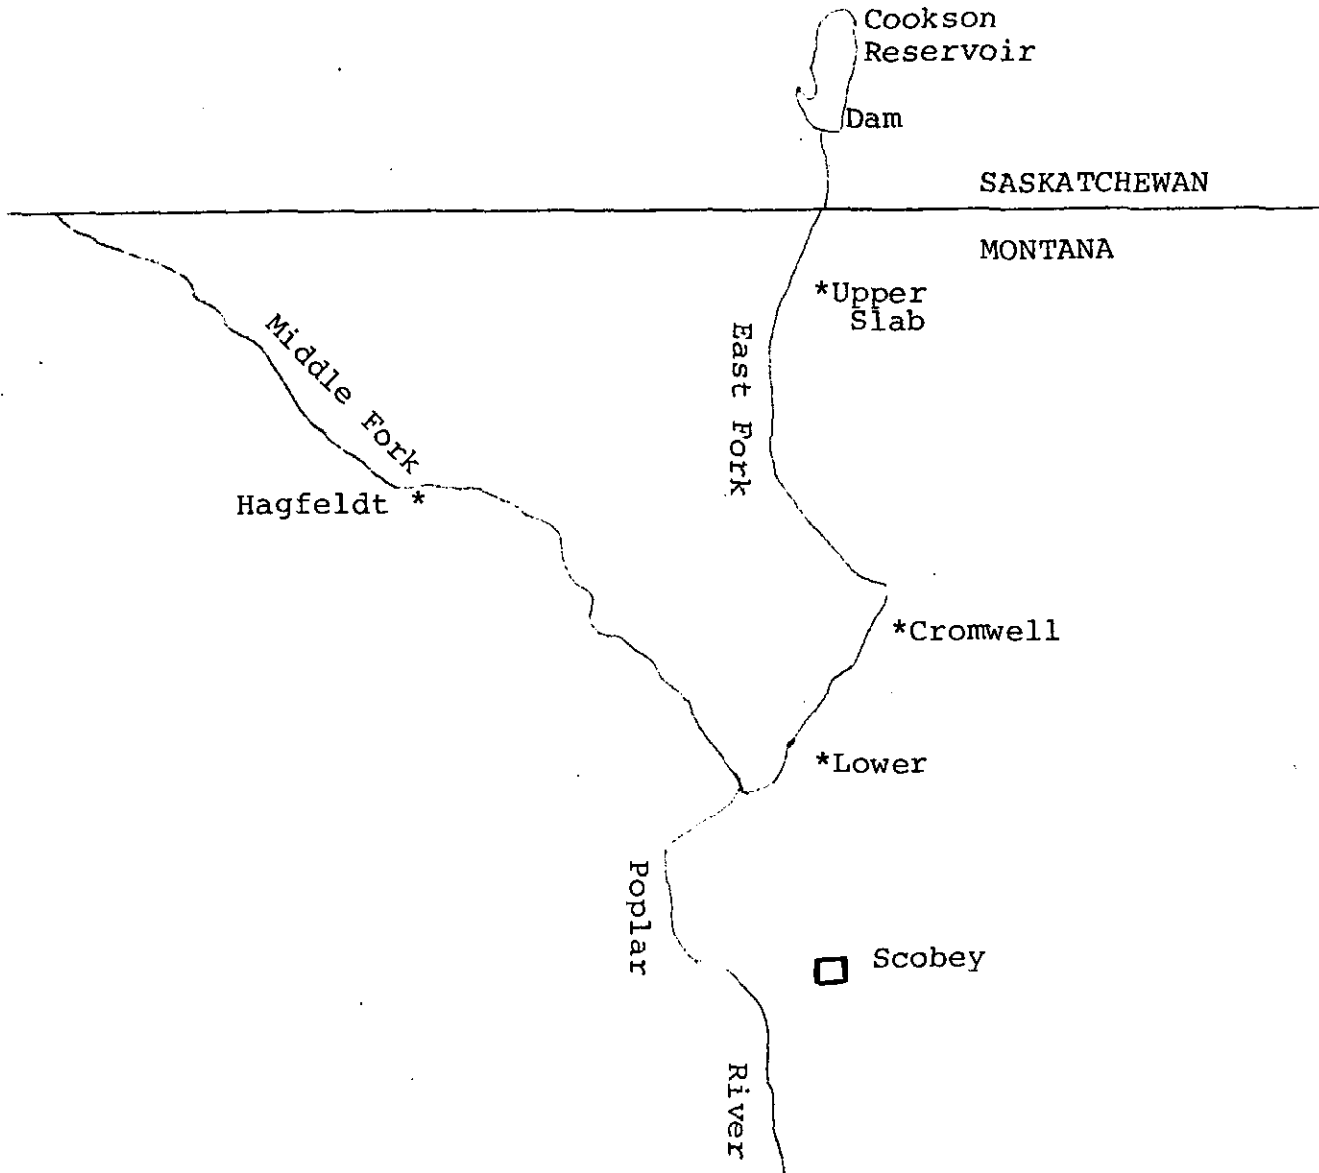 Cookson
Reservoir
Dam
SASKATCHEWAN
MONTANA
*Upper
Slab
East Fork
Middle Fork
Hagfeldt *
*Cromwell
*Lower
Poplar
Scobey
River